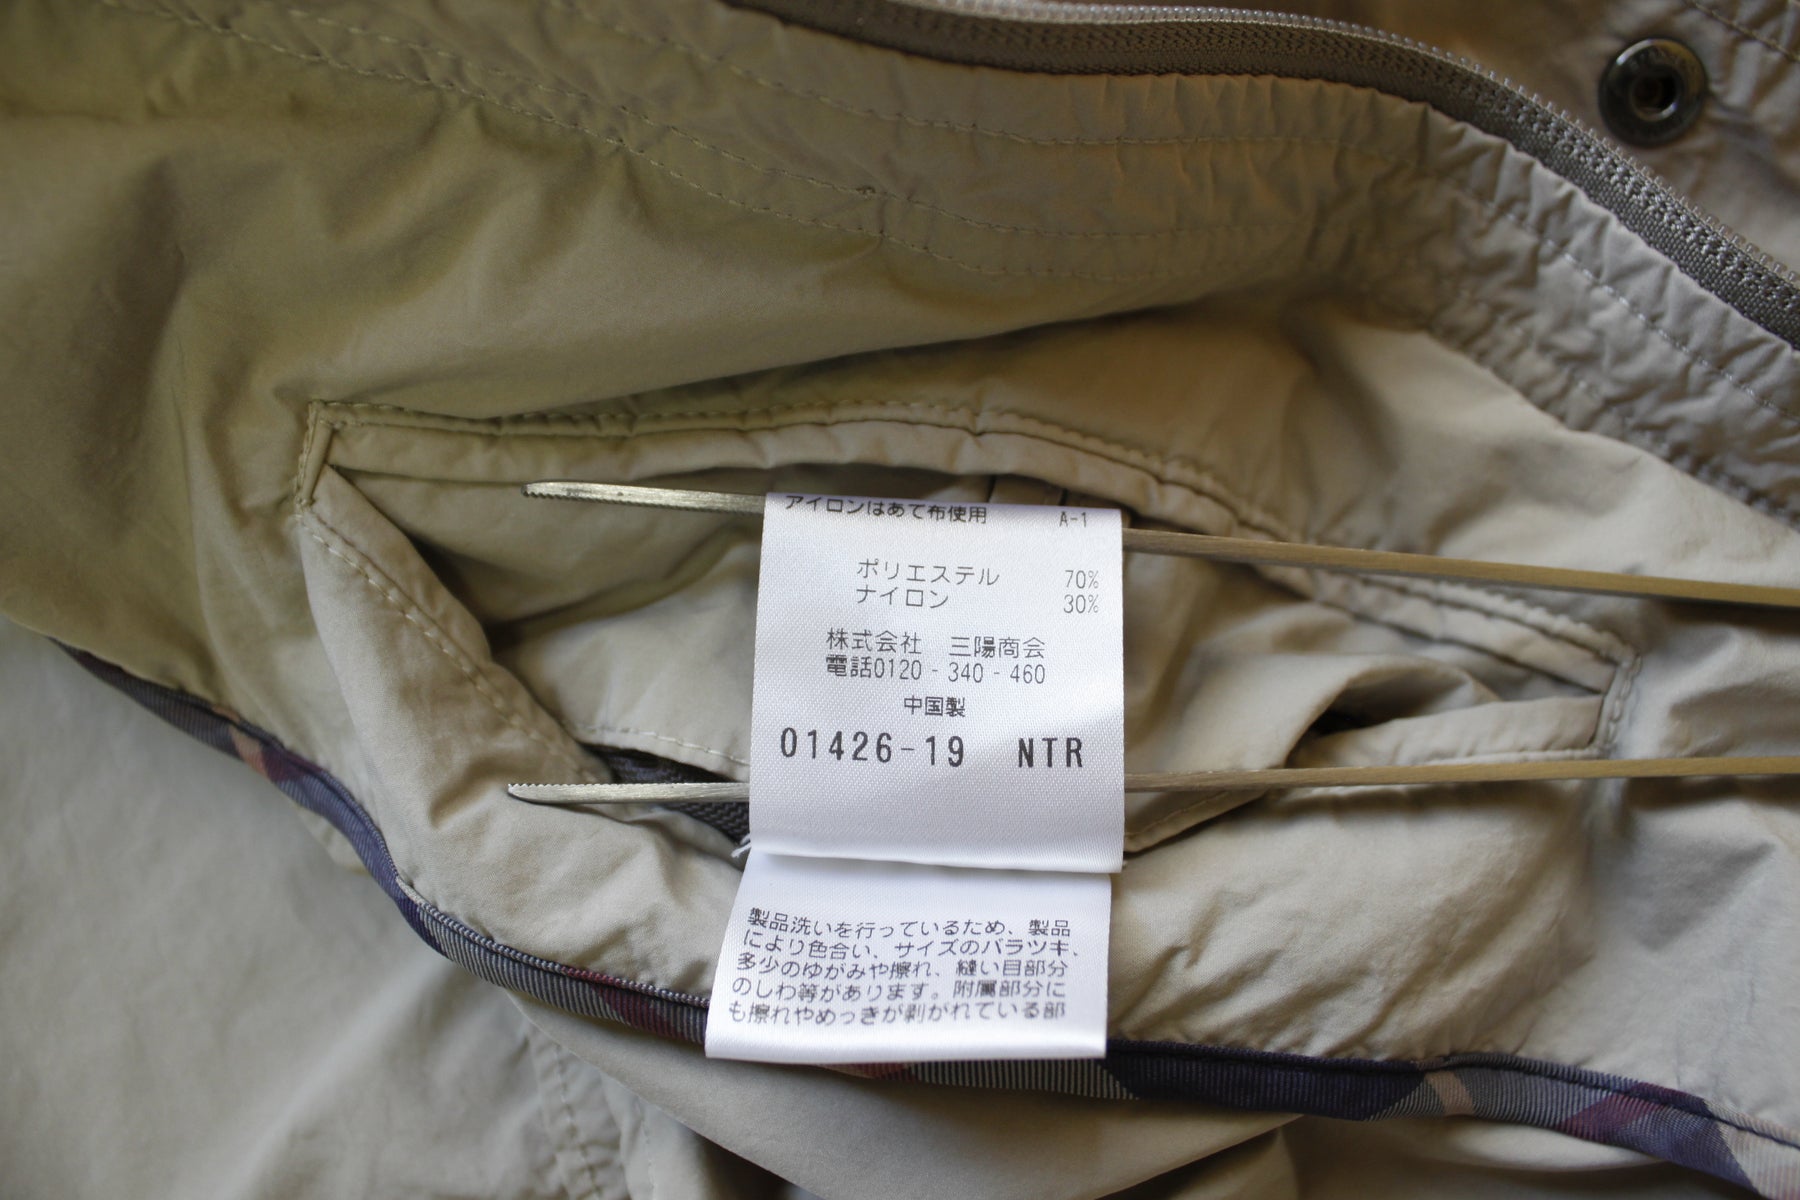 アイロンはあて布使用 A-1
ポリエステル 70%
ナイロン 30%
株式会社 三陽商会
電話0120-340-460
中国製
01426-19 NTR
製品洗いを行っているため、製品
により色合い、サイズのバラツキ、
多少のゆがみや擦れ、縫い目部分
のしわ等があります。附属部分に
も擦れやめっきが剥がれている部